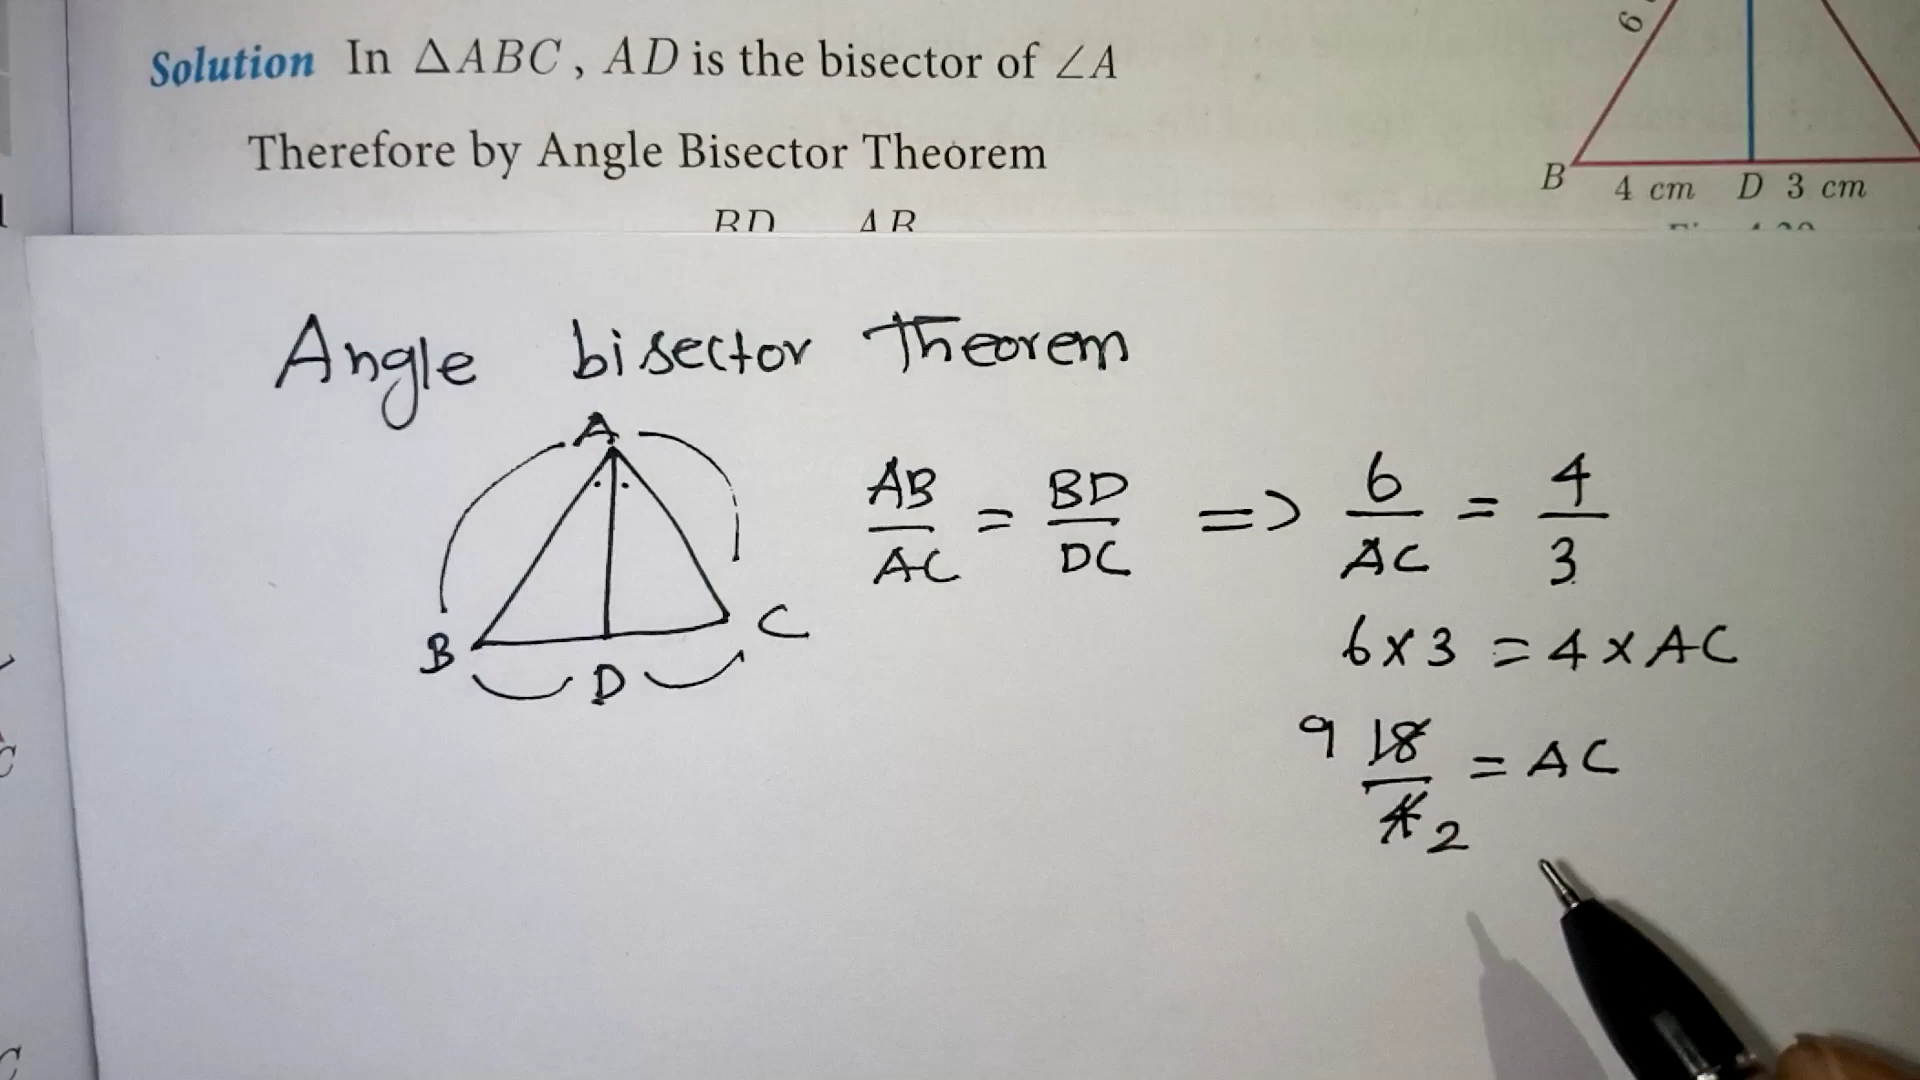 Solution In △ABC, AD is the bisector of ∠A
Therefore by Angle Bisector Theorem
BD AB
6
B 4 cm D 3 cm
Angle bisector Theorem
A
B D C
AB/AC = BD/DC => 6/AC = 4/3
6×3 = 4×AC
9 18/4 2 = AC